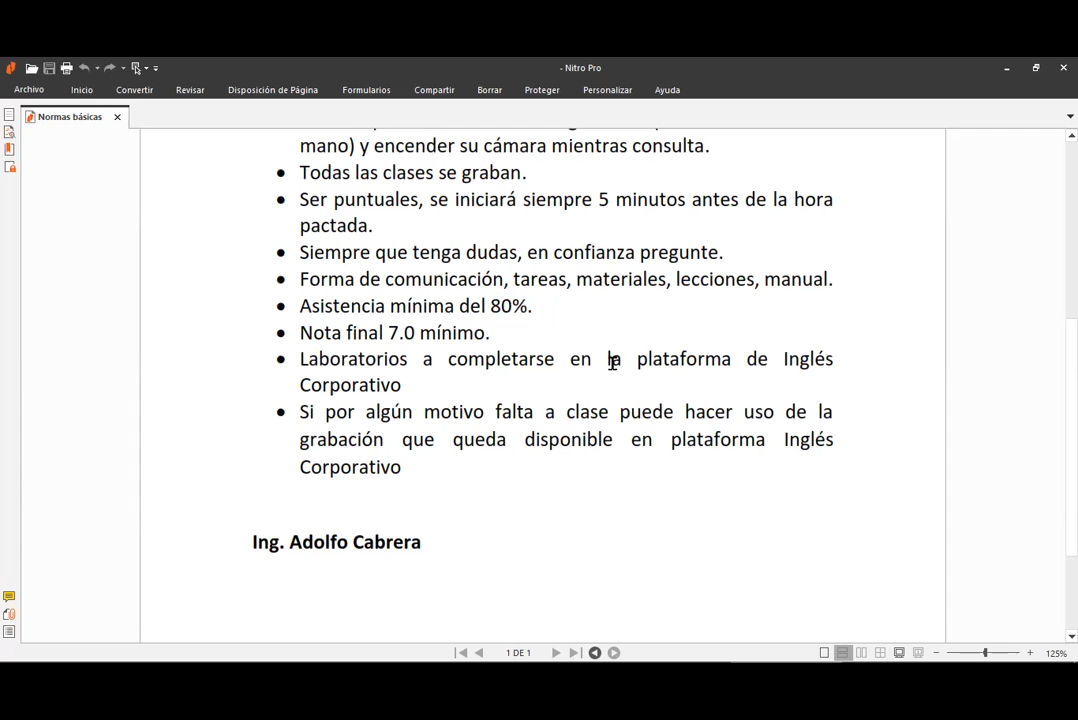 - Nitro Pro
Archivo Inicio Convertir Revisar Disposición de Página Formularios Compartir Borrar Proteger Personalizar Ayuda
Normas básicas
mano) y encender su cámara mientras consulta.
• Todas las clases se graban.
• Ser puntuales, se iniciará siempre 5 minutos antes de la hora
pactada.
• Siempre que tenga dudas, en confianza pregunte.
• Forma de comunicación, tareas, materiales, lecciones, manual.
• Asistencia mínima del 80%.
• Nota final 7.0 mínimo.
• Laboratorios a completarse en la plataforma de Inglés
Corporativo
• Si por algún motivo falta a clase puede hacer uso de la
grabación que queda disponible en plataforma Inglés
Corporativo
Ing. Adolfo Cabrera
1 DE 1
125%